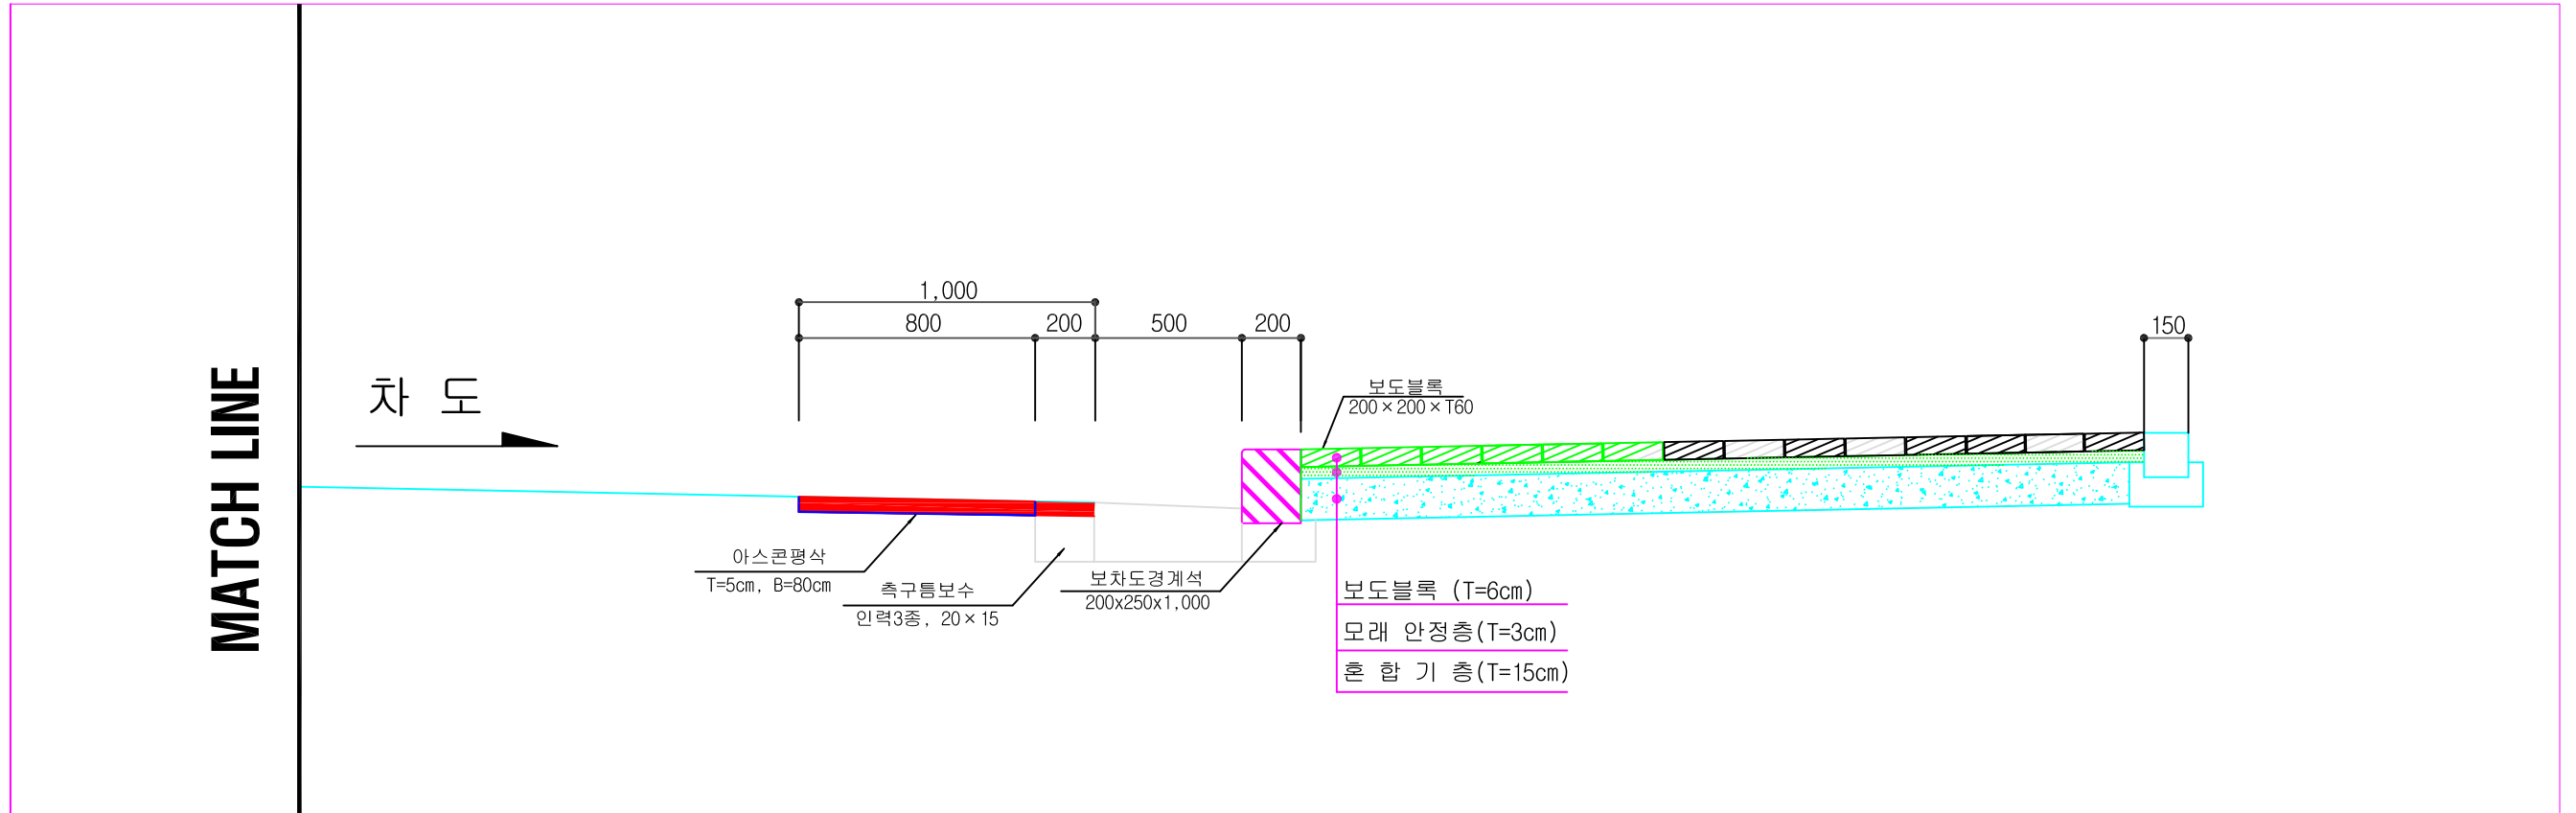 MATCH LINE
차 도
1,000
800
200
500
200
150
보도블록
200×200×T60
아스콘평삭
T=5cm, B=80cm
측구틈보수
인력3종, 20×15
보차도경계석
200x250x1,000
보도블록 (T=6cm)
모래 안정층(T=3cm)
혼 합 기 층(T=15cm)